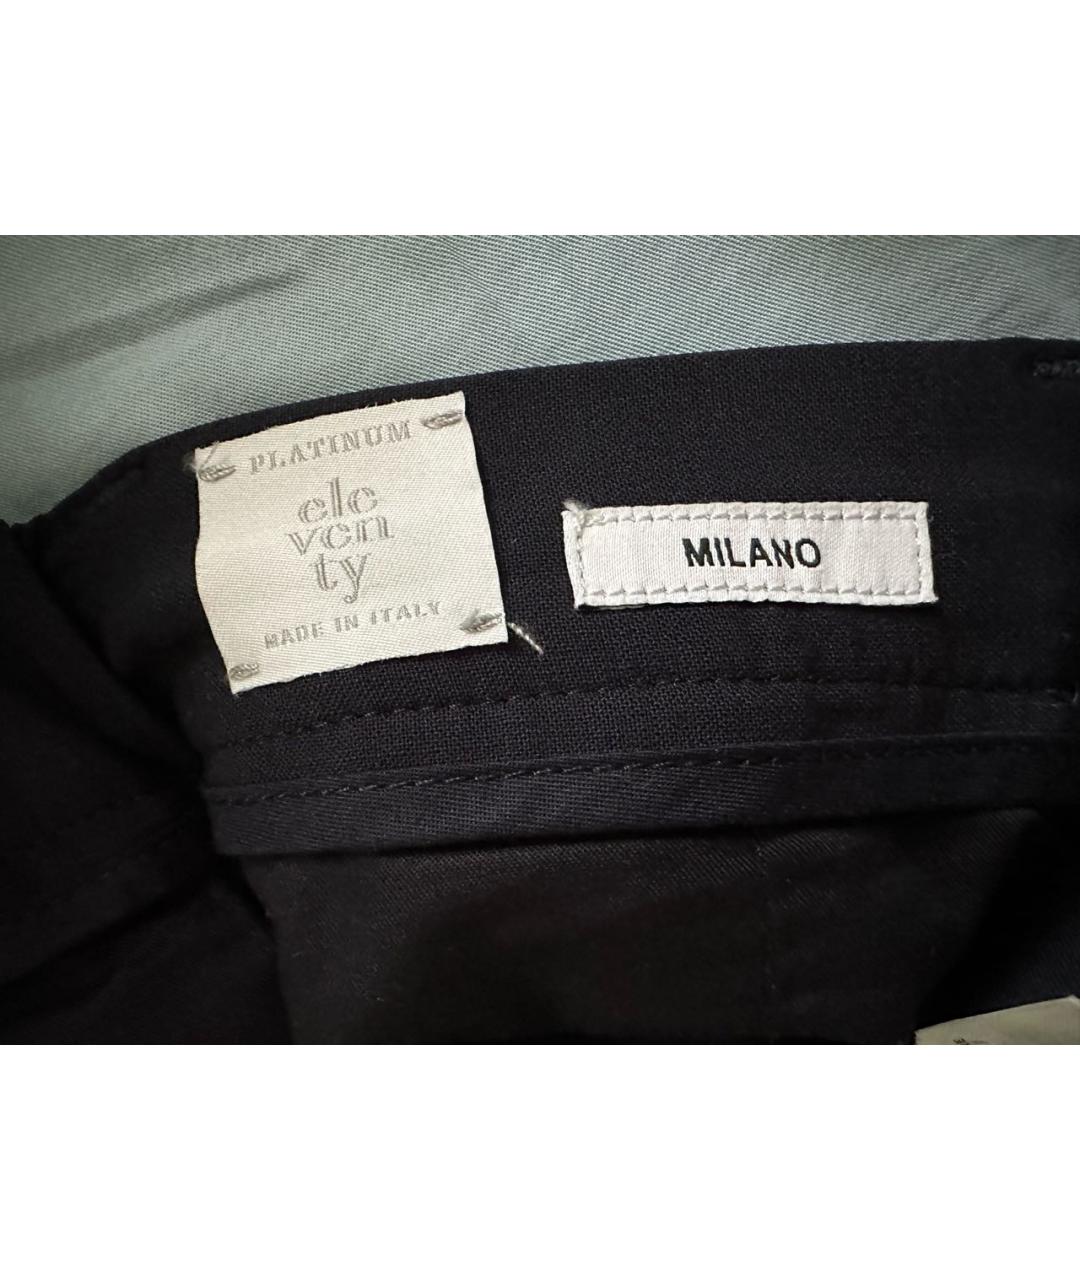 PLATINUM
ele
ven
ty
MADE IN ITALY
MILANO